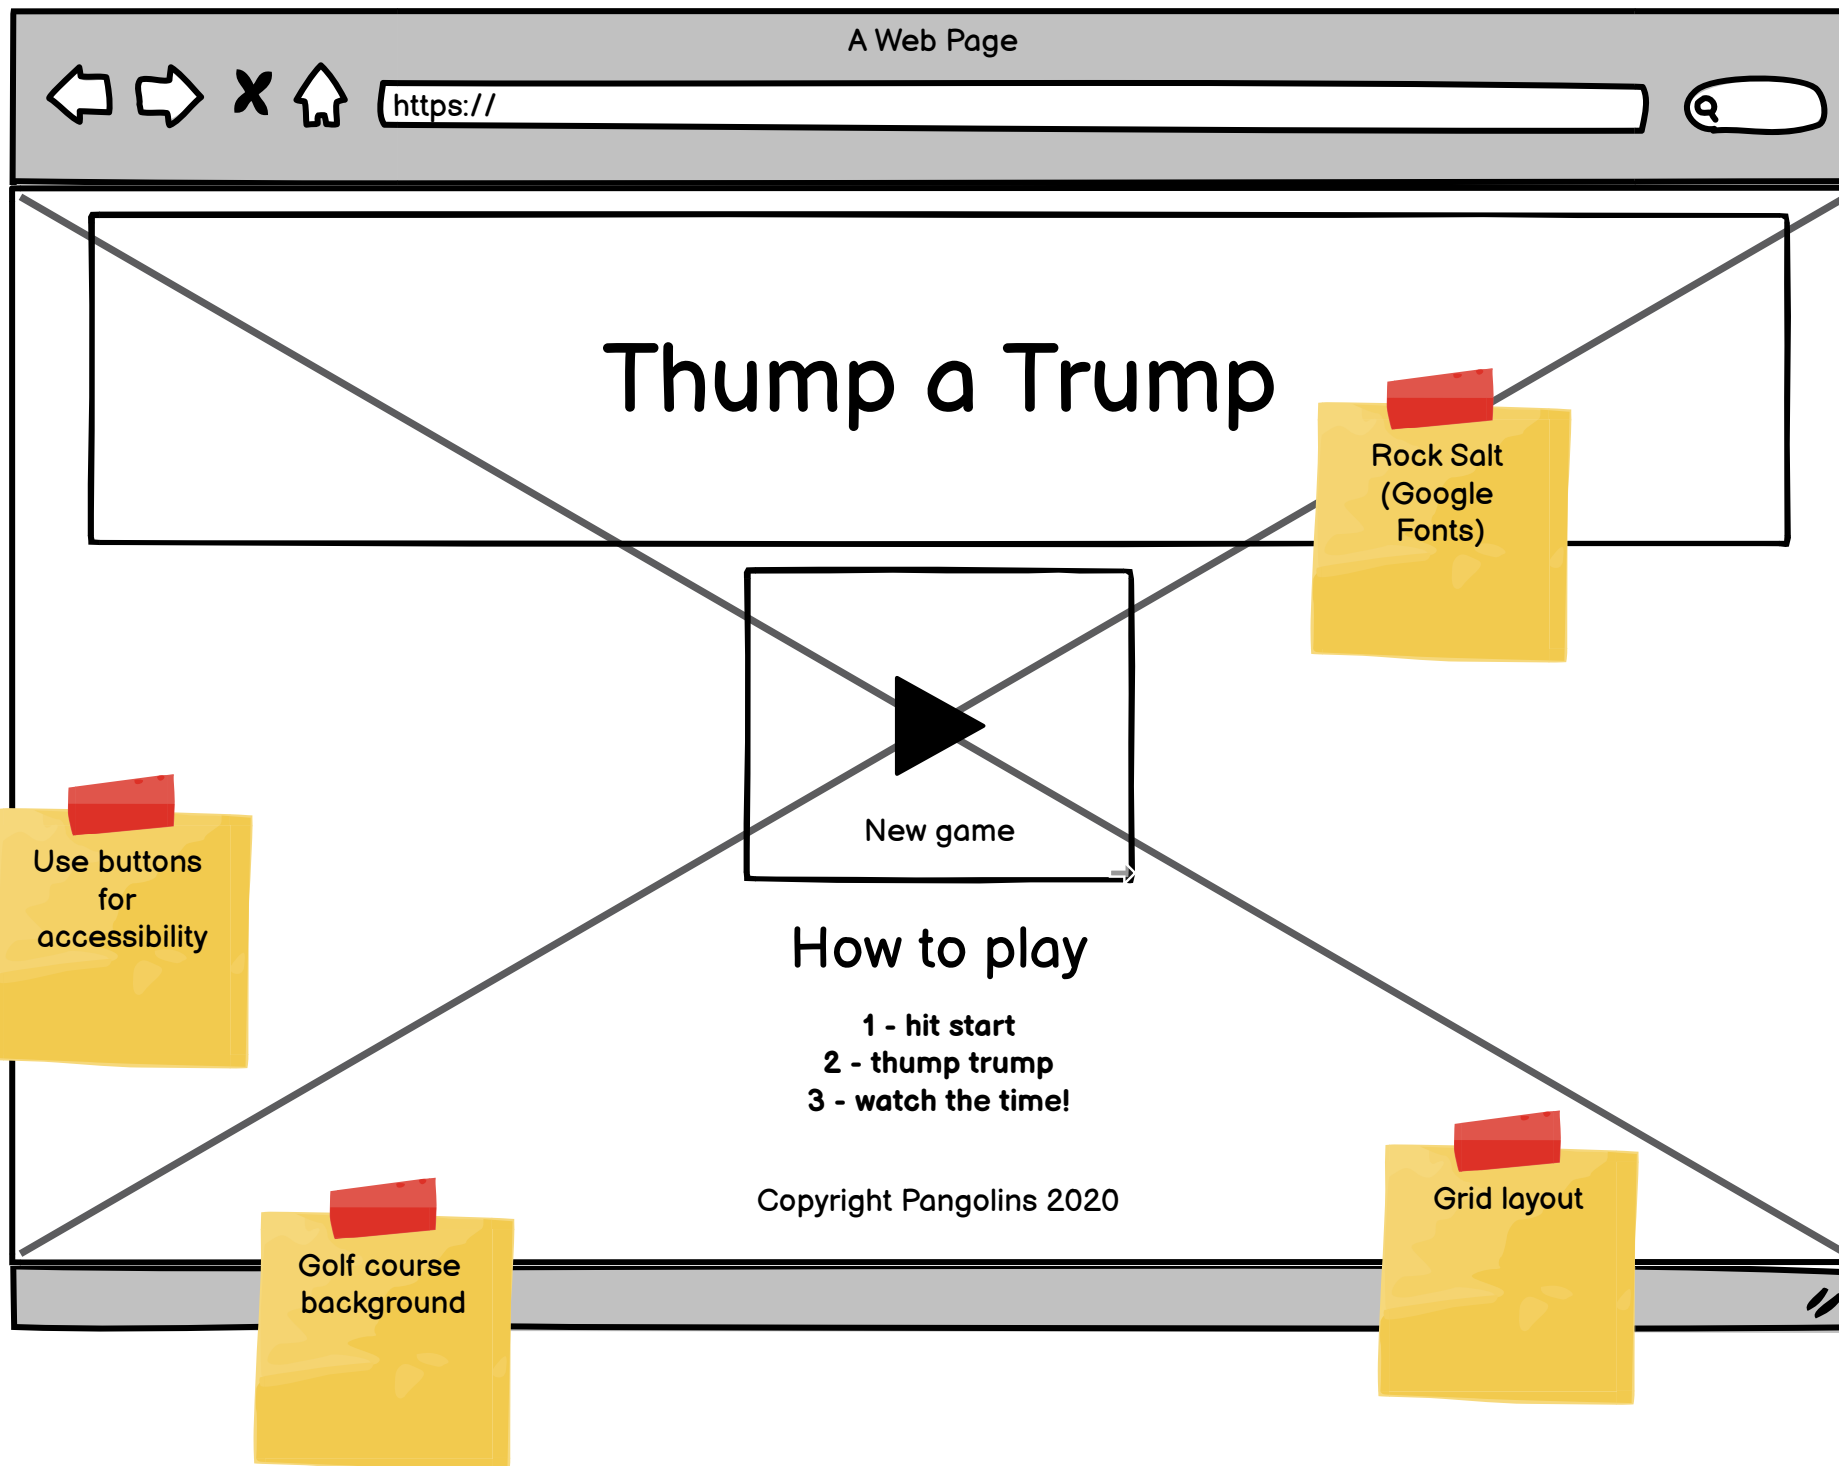 A Web Page
https://
Thump a Trump
Rock Salt
(Google
Fonts)
New game
Use buttons
for
accessibility
How to play
1 - hit start
2 - thump trump
3 - watch the time!
Copyright Pangolins 2020
Grid layout
Golf course
background